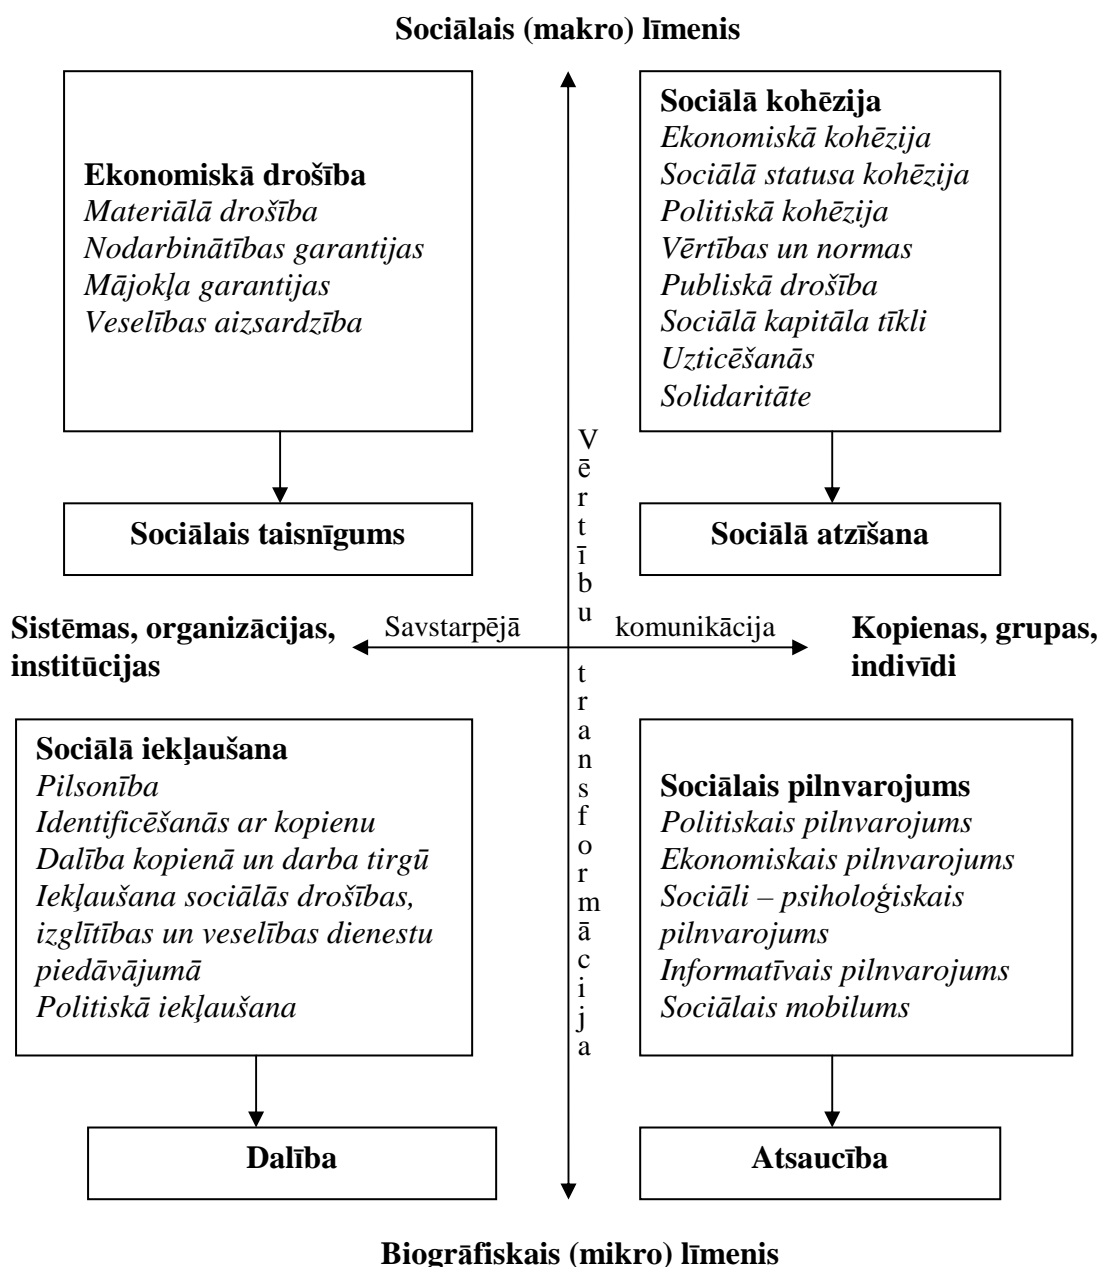 Sociālais (makro) līmenis
Ekonomiskā drošība
Materiālā drošība
Nodarbinātības garantijas
Mājokļa garantijas
Veselības aizsardzība
Sociālā kohēzija
Ekonomiskā kohēzija
Sociālā statusa kohēzija
Politiskā kohēzija
Vērtības un normas
Publiskā drošība
Sociālā kapitāla tīkli
Uzticēšanās
Solidaritāte
Sociālais taisnīgums
Sociālā atzīšana
Vērtību transformācija
Sistēmas, organizācijas,
institūcijas
Savstarpējā komunikācija
Kopienas, grupas,
indivīdi
Sociālā iekļaušana
Pilsonība
Identificēšanās ar kopienu
Dalība kopienā un darba tirgū
Iekļaušana sociālās drošības,
izglītības un veselības dienestu
piedāvājumā
Politiskā iekļaušana
Sociālais pilnvarojums
Politiskais pilnvarojums
Ekonomiskais pilnvarojums
Sociāli – psiholoģiskais
pilnvarojums
Informatīvais pilnvarojums
Sociālais mobilums
Dalība
Atsaucība
Biogrāfiskais (mikro) līmenis